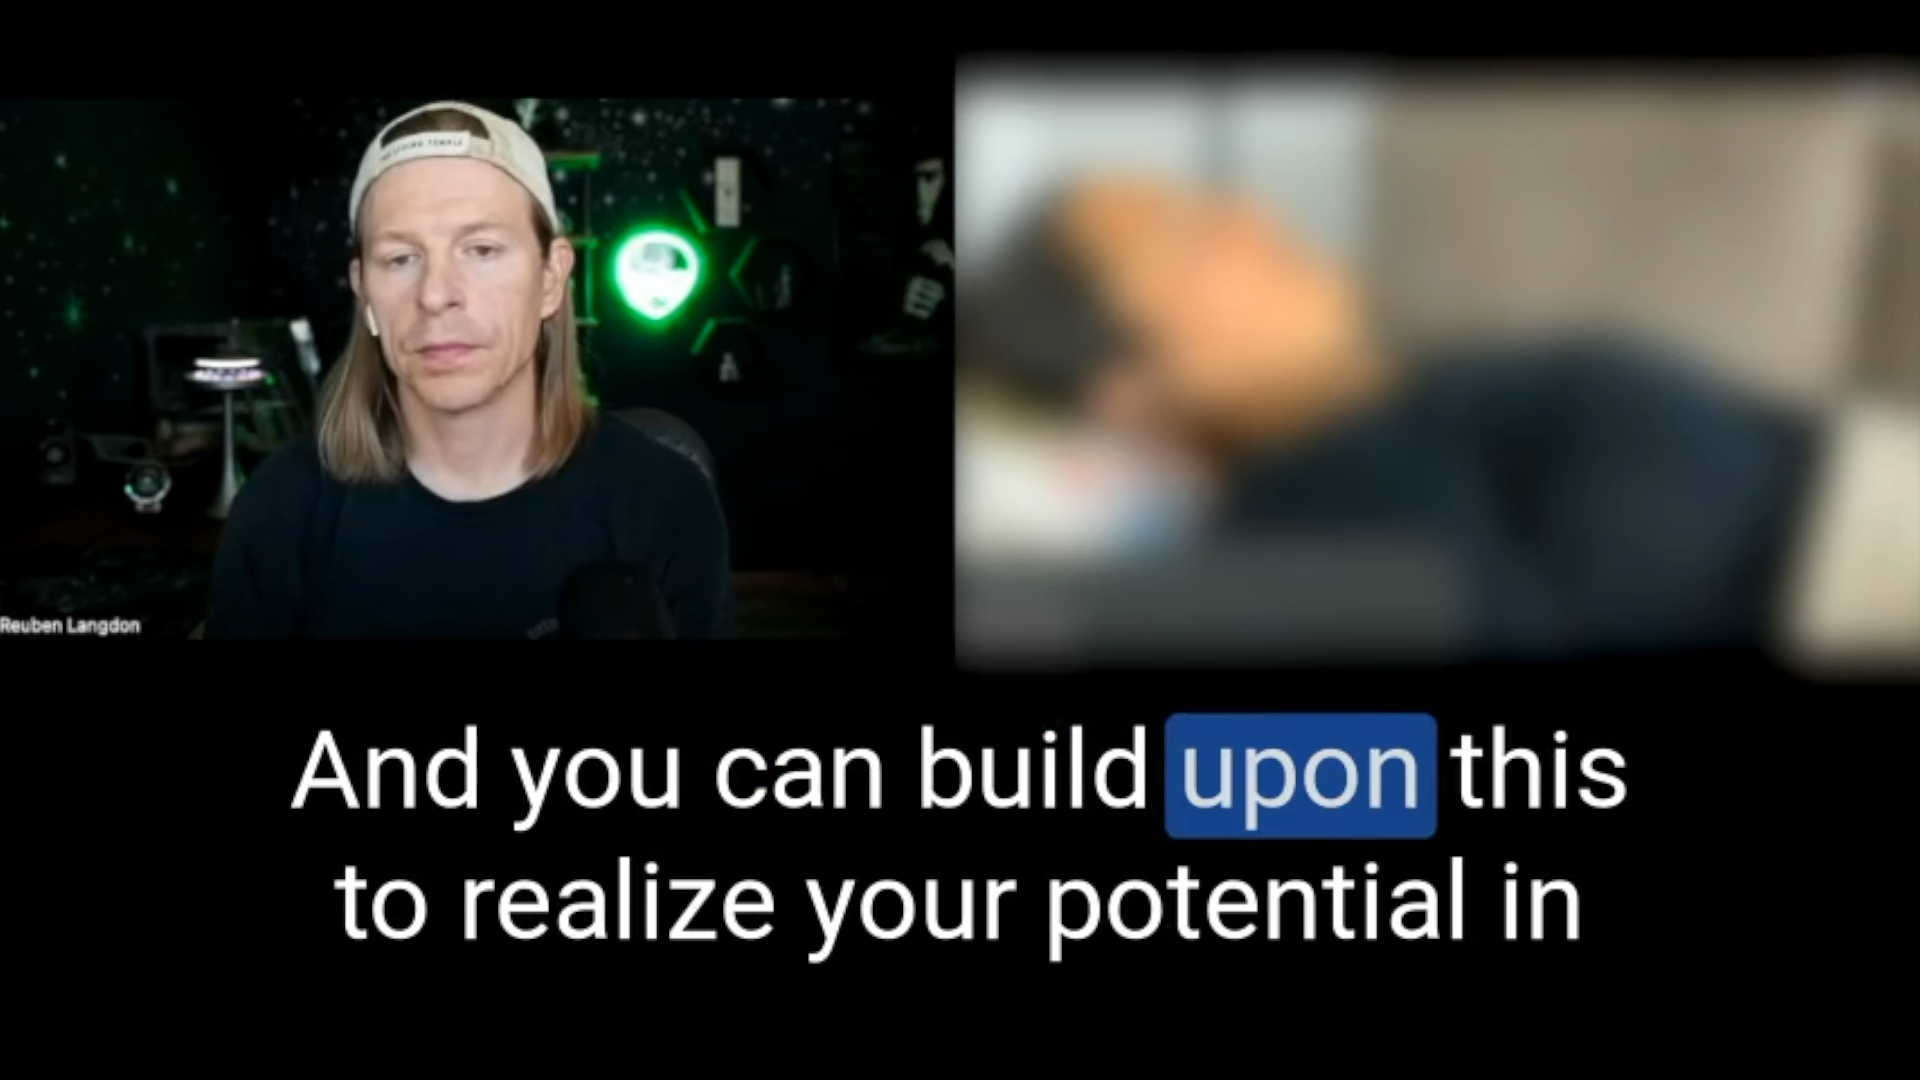 Reuben Langdon
And you can build upon this
to realize your potential in